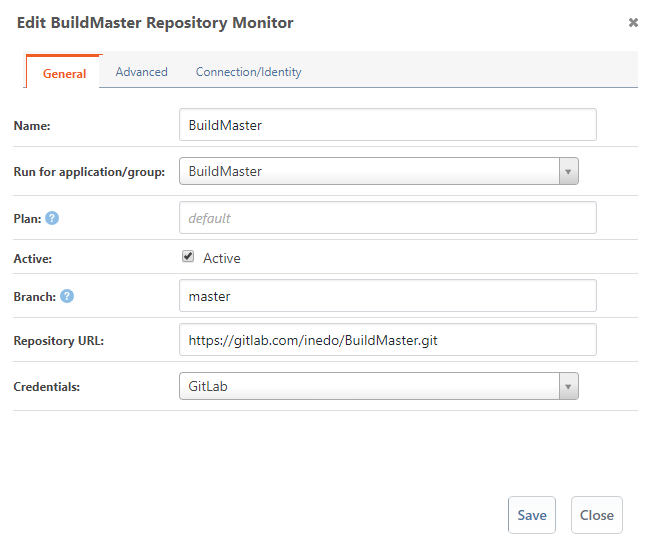 Edit BuildMaster Repository Monitor
General Advanced Connection/Identity
Name: BuildMaster
Run for application/group: BuildMaster
Plan: ? default
Active: Active
Branch: ? master
Repository URL: https://gitlab.com/inedo/BuildMaster.git
Credentials: GitLab
Save Close